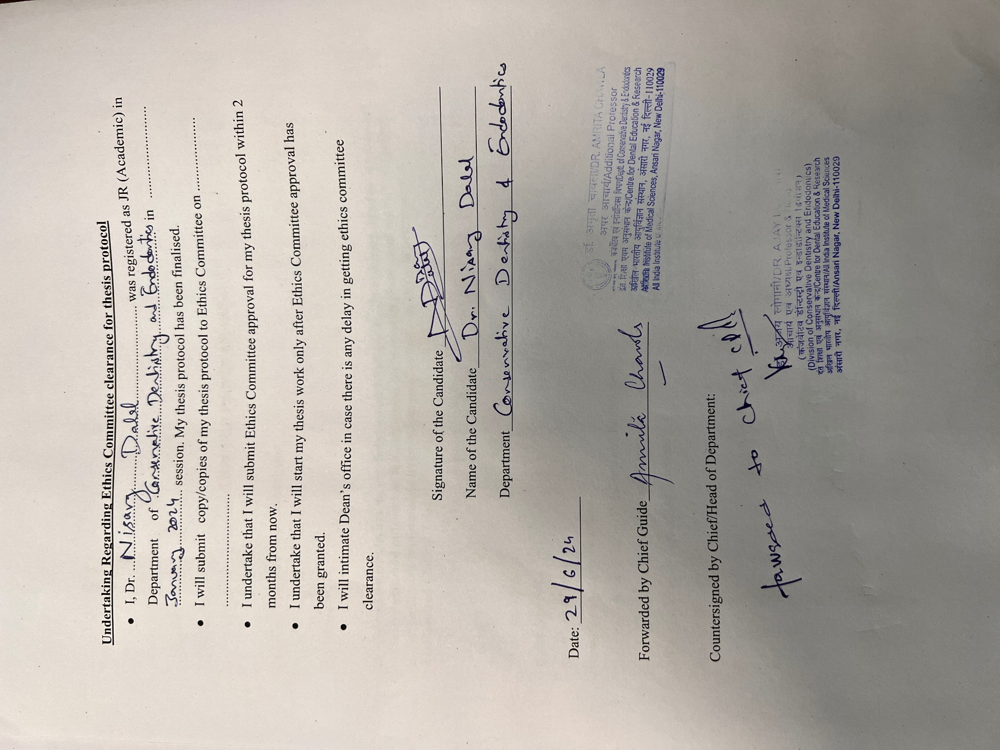 Undertaking Regarding Ethics Committee clearance for thesis protocol
• I, Dr. ...Nisarg......Dalal.................... was registered as JR (Academic) in
Department of Conservative Dentistry and Endodontics in .......................
January 2024 session. My thesis protocol has been finalised.
• I will submit copy/copies of my thesis protocol to Ethics Committee on ...............
............................
• I undertake that I will submit Ethics Committee approval for my thesis protocol within 2
months from now.
• I undertake that I will start my thesis work only after Ethics Committee approval has
been granted.
• I will intimate Dean's office in case there is any delay in getting ethics committee
clearance.
Signature of the Candidate
Name of the Candidate Dr. Nisarg Dalal
Department Conservative Dentistry & Endodontics
Date: 29/6/24
Forwarded by Chief Guide Amrita Chawla
डॉ. अमृता चावला/DR. AMRITA CHAWLA
अपर आचार्य/Additional Professor
कंजर्वेटिव एवं इन्डोडॉन्टिक्स विभाग/Deptt. of Conservative Dentistry & Endodontics
दंत शिक्षा एवम अनुसंधान केन्द्र/Centre for Dental Education & Research
अखिल भारतीय आयुर्विज्ञान संस्थान, अंसारी नगर, नई दिल्ली-110029
All India Institute of Medical Sciences, Ansari Nagar, New Delhi-110029
Countersigned by Chief/Head of Department:
to Chief
अजय लोगानी/DR. AJAY
आचार्य एवं अध्यक्ष/Professor &
(कंजर्वेटिव डेन्टिस्ट्री एवं इन्डोडॉन्टिक्स डिवीजन)
(Division of Conservative Dentistry and Endodontics)
दंत शिक्षा एवं अनुसंधान केन्द्र/Centre for Dental Education & Research
अखिल भारतीय आयुर्विज्ञान संस्थान/All India Institute of Medical Sciences
अंसारी नगर, नई दिल्ली/Ansari Nagar, New Delhi-110029